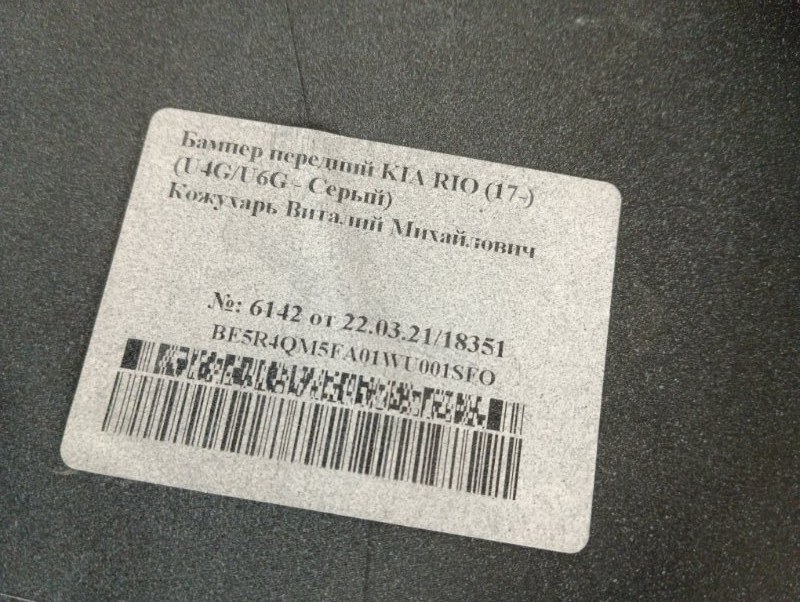 Бампер передний KIA RIO (17-)
(U4G/U6G - Серый)
Кожухарь Виталий Михайлович
№: 6142 от 22.03.21/18351
BE5R4QM5FA01WU001SFO